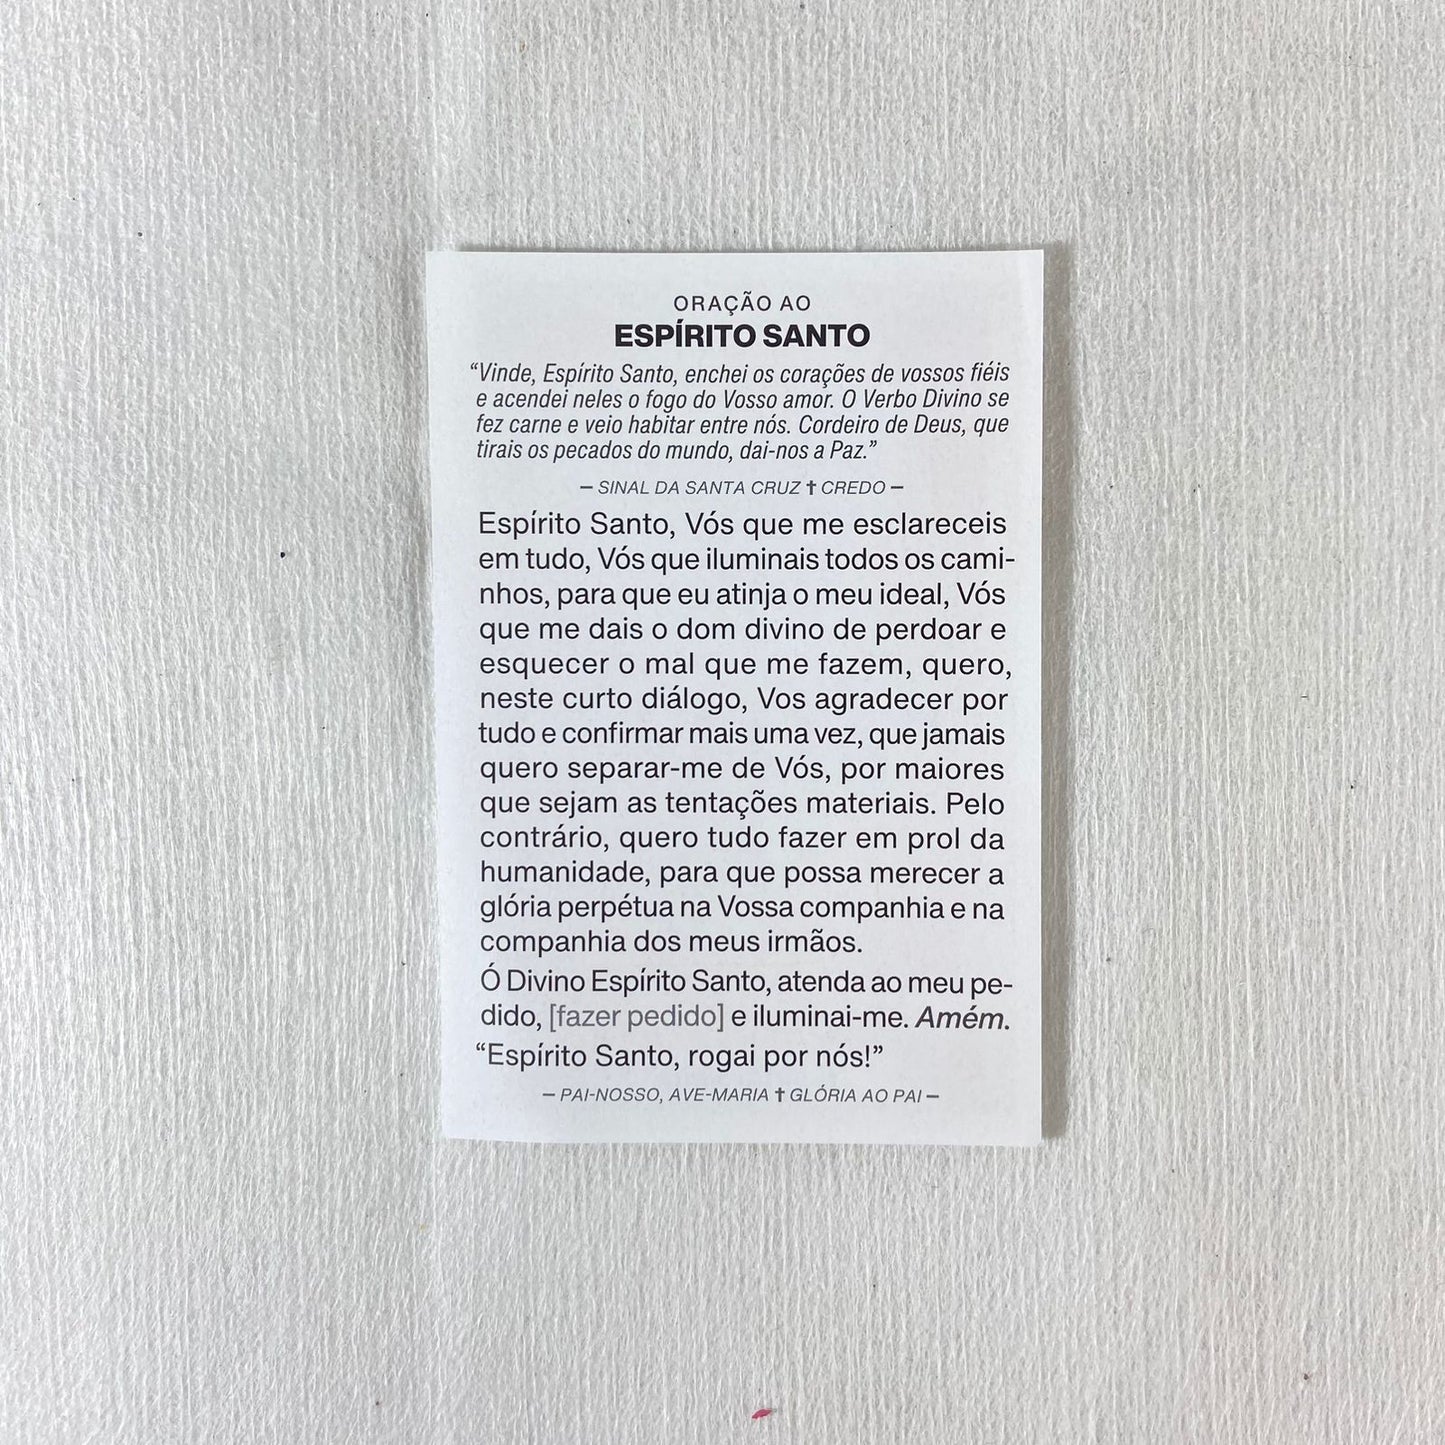 ORAÇÃO AO
ESPÍRITO SANTO
“Vinde, Espírito Santo, enchei os corações de vossos fiéis
e acendei neles o fogo do Vosso amor. O Verbo Divino se
fez carne e veio habitar entre nós. Cordeiro de Deus, que
tirais os pecados do mundo, dai-nos a Paz.”
– SINAL DA SANTA CRUZ ✝ CREDO –
Espírito Santo, Vós que me esclareceis
em tudo, Vós que iluminais todos os cami-
nhos, para que eu atinja o meu ideal, Vós
que me dais o dom divino de perdoar e
esquecer o mal que me fazem, quero,
neste curto diálogo, Vos agradecer por
tudo e confirmar mais uma vez, que jamais
quero separar-me de Vós, por maiores
que sejam as tentações materiais. Pelo
contrário, quero tudo fazer em prol da
humanidade, para que possa merecer a
glória perpétua na Vossa companhia e na
companhia dos meus irmãos.
Ó Divino Espírito Santo, atenda ao meu pe-
dido, [fazer pedido] e iluminai-me. Amém.
“Espírito Santo, rogai por nós!”
– PAI-NOSSO, AVE-MARIA ✝ GLÓRIA AO PAI –